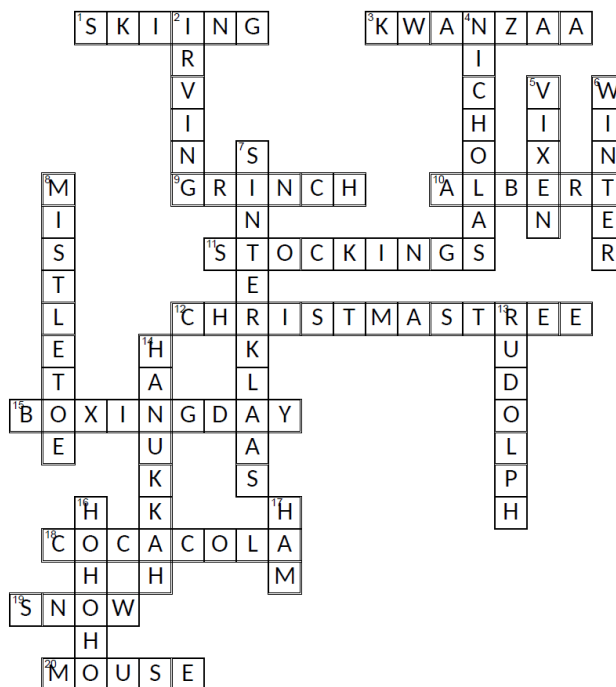 1 SKIING
2 IRVING
3 KWANZAA
4 NICHOLAS
5 VIXEN
6 WINTER
7 SINTERKLAAS
8 MISTLETOE
9 GRINCH
10 ALBERT
11 STOCKINGS
12 CHRISTMASTREE
13 RUDOLPH
14 HANUKKAH
15 BOXINGDAY
16 HOHOHO
17 HAM
18 COCACOLA
19 SNOW
20 MOUSE